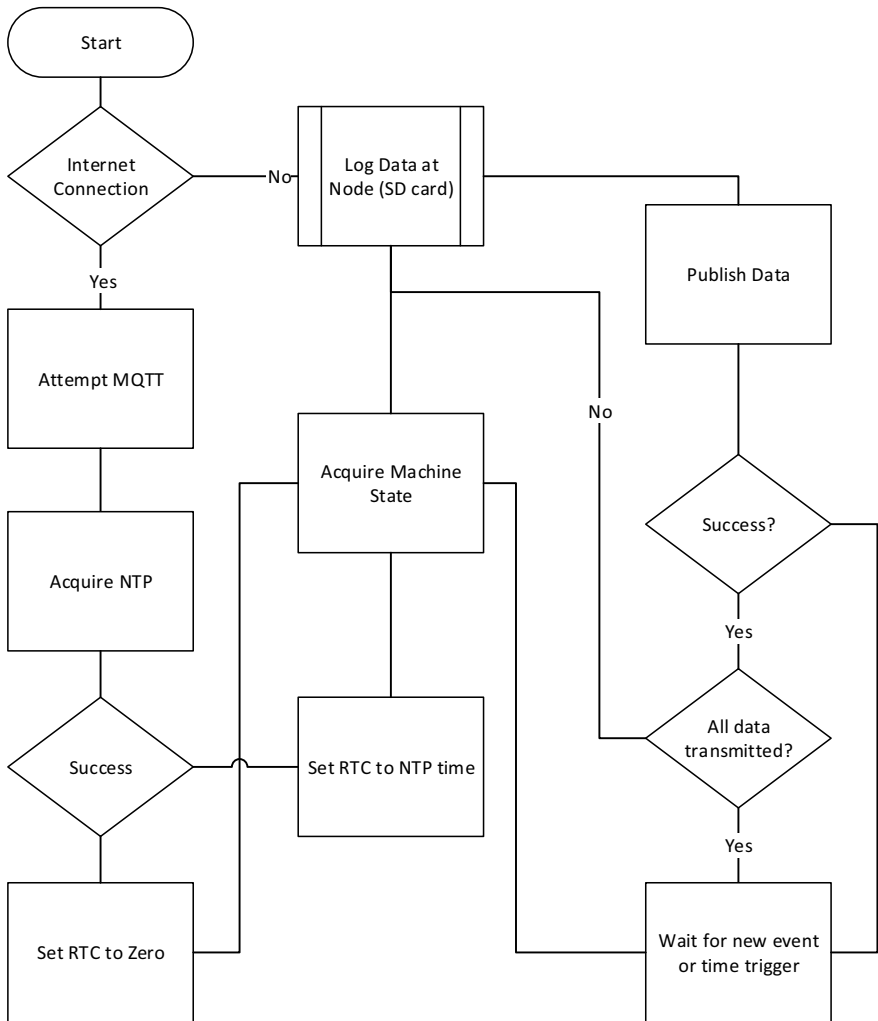 Start
Internet
Connection
No
Log Data at
Node (SD card)
Yes
Publish Data
Attempt MQTT
No
Acquire Machine
State
Success?
Acquire NTP
Yes
All data
transmitted?
Success
Set RTC to NTP time
Yes
Set RTC to Zero
Wait for new event
or time trigger